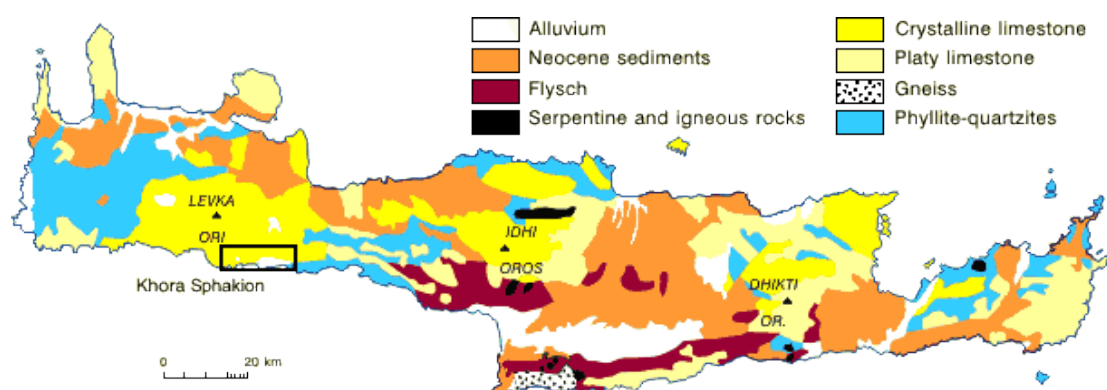 Alluvium
Neocene sediments
Flysch
Serpentine and igneous rocks
Crystalline limestone
Platy limestone
Gneiss
Phyllite-quartzites
LEVKA
ORI
IDHI
OROS
DHIKTI
OR.
Khora Sphakion
0 20 km